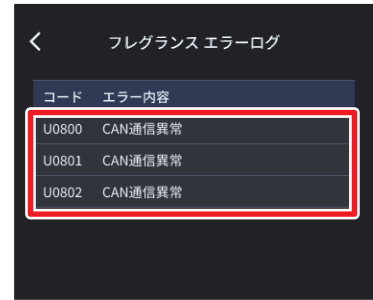 フレグランス エラーログ
コード エラー内容
U0800 CAN通信異常
U0801 CAN通信異常
U0802 CAN通信異常